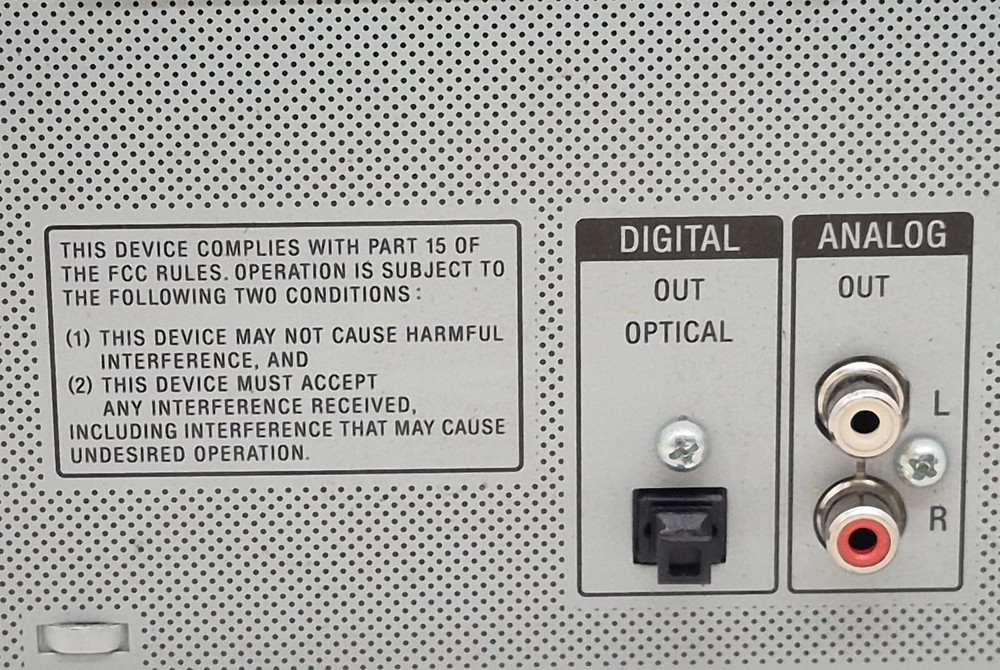 THIS DEVICE COMPLIES WITH PART 15 OF
THE FCC RULES. OPERATION IS SUBJECT TO
THE FOLLOWING TWO CONDITIONS :
(1) THIS DEVICE MAY NOT CAUSE HARMFUL
INTERFERENCE, AND
(2) THIS DEVICE MUST ACCEPT
ANY INTERFERENCE RECEIVED,
INCLUDING INTERFERENCE THAT MAY CAUSE
UNDESIRED OPERATION.
DIGITAL
OUT
OPTICAL
ANALOG
OUT
L
R